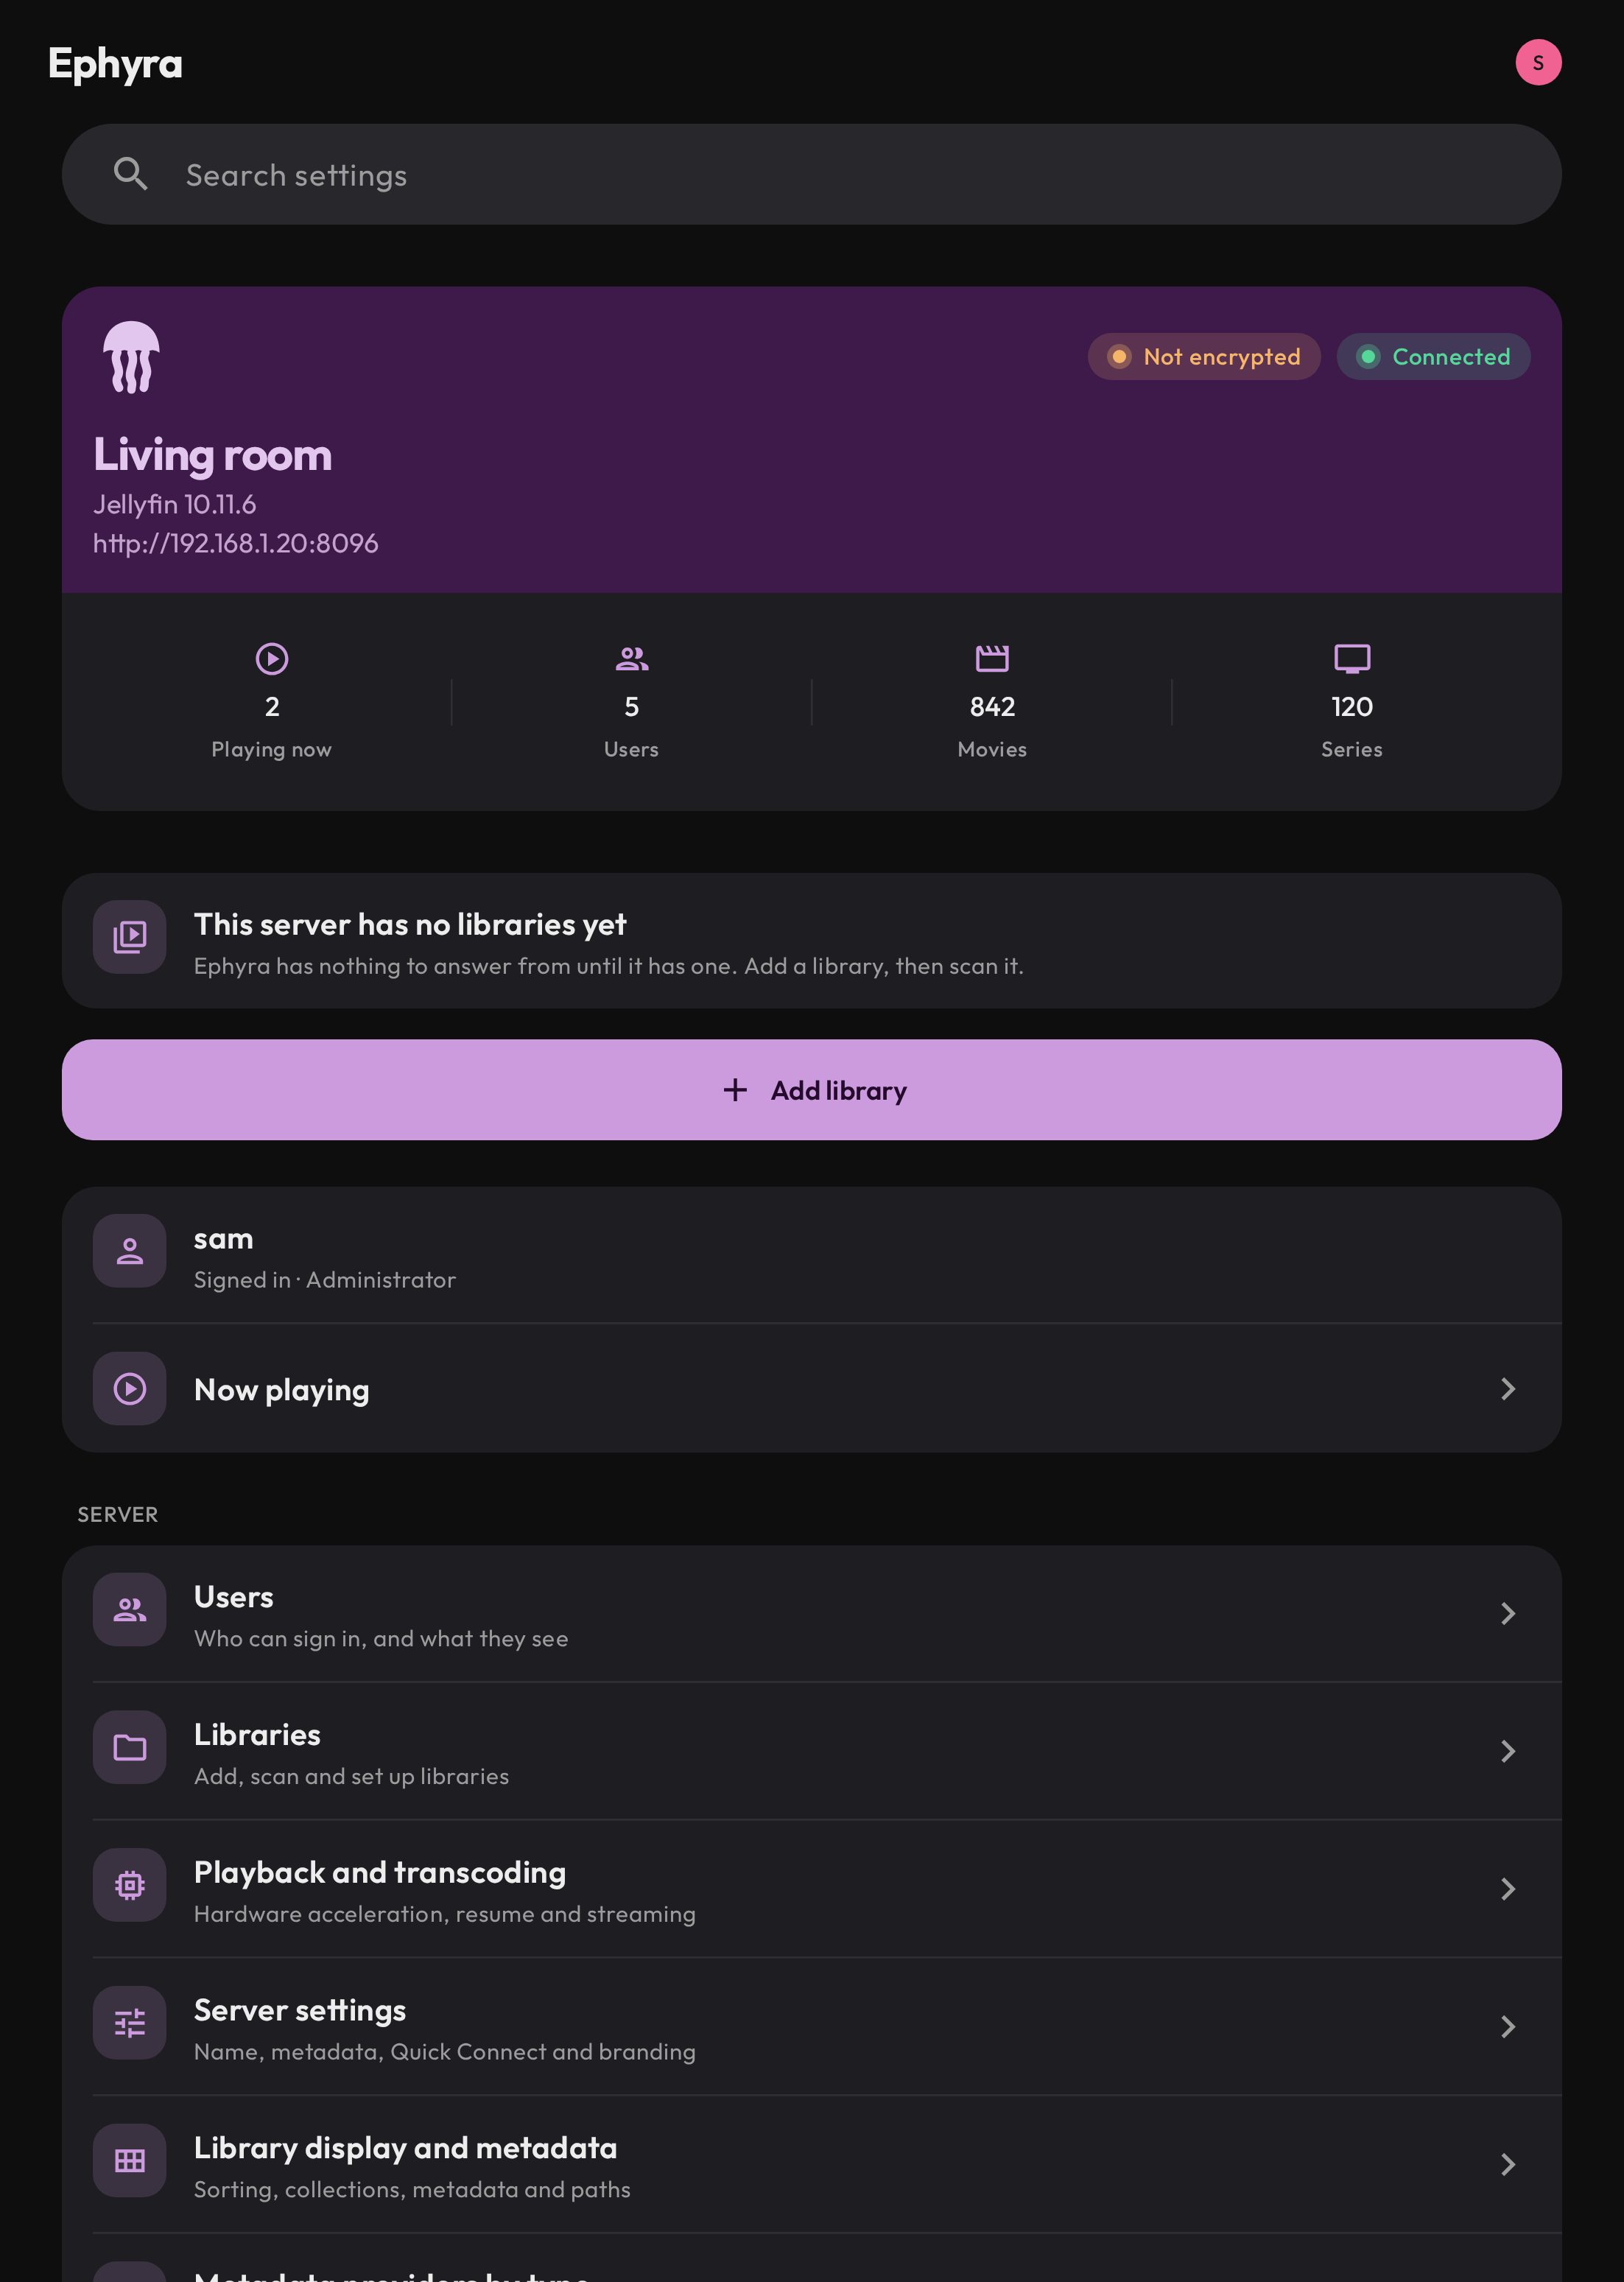 Ephyra
S
Search settings
Not encrypted
Connected
Living room
Jellyfin 10.11.6
http://192.168.1.20:8096
2
5
842
120
Playing now
Users
Movies
Series
This server has no libraries yet
Ephyra has nothing to answer from until it has one. Add a library, then scan it.
Add library
sam
Signed in · Administrator
Now playing
SERVER
Users
Who can sign in, and what they see
Libraries
Add, scan and set up libraries
Playback and transcoding
Hardware acceleration, resume and streaming
Server settings
Name, metadata, Quick Connect and branding
Library display and metadata
Sorting, collections, metadata and paths
Metadata providers by type